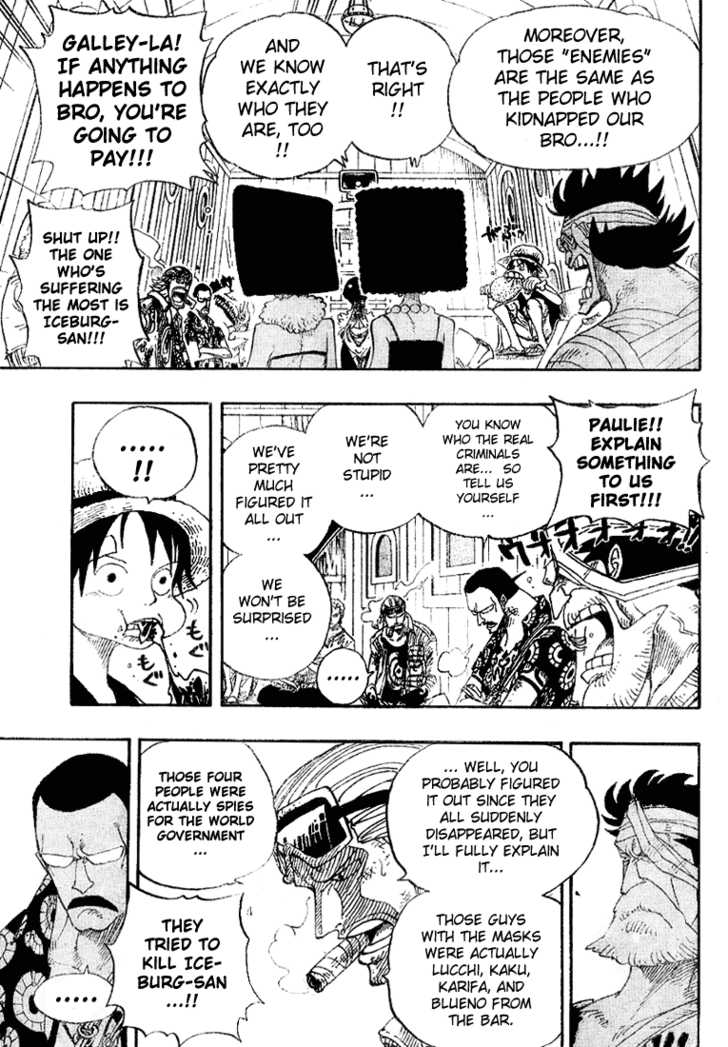 MOREOVER,
THOSE "ENEMIES"
ARE THE SAME AS
THE PEOPLE WHO
KIDNAPPED OUR
BRO...!!
THAT'S
RIGHT
!!
AND
WE KNOW
EXACTLY
WHO THEY
ARE, TOO
!!
GALLEY-LA!
IF ANYTHING
HAPPENS TO
BRO, YOU'RE
GOING TO
PAY!!!
SHUT UP!!
THE ONE
WHO'S
SUFFERING
THE MOST IS
ICEBURG-
SAN!!!
PAULIE!!
EXPLAIN
SOMETHING
TO US
FIRST!!!
YOU KNOW
WHO THE REAL
CRIMINALS
ARE... SO
TELL US
YOURSELF
...
WE'RE
NOT
STUPID
...
WE'VE
PRETTY
MUCH
FIGURED IT
ALL OUT
...
WE
WON'T BE
SURPRISED
...
.....
.....
!!
もぐ
もぐ
... WELL, YOU
PROBABLY FIGURED
IT OUT SINCE THEY
ALL SUDDENLY
DISAPPEARED, BUT
I'LL FULLY EXPLAIN
IT...
THOSE GUYS
WITH THE MASKS
WERE ACTUALLY
LUCCHI, KAKU,
KARIFA, AND
BLUENO FROM
THE BAR.
THOSE FOUR
PEOPLE WERE
ACTUALLY SPIES
FOR THE WORLD
GOVERNMENT
...
THEY
TRIED TO
KILL ICE-
BURG-SAN
...!!
.....